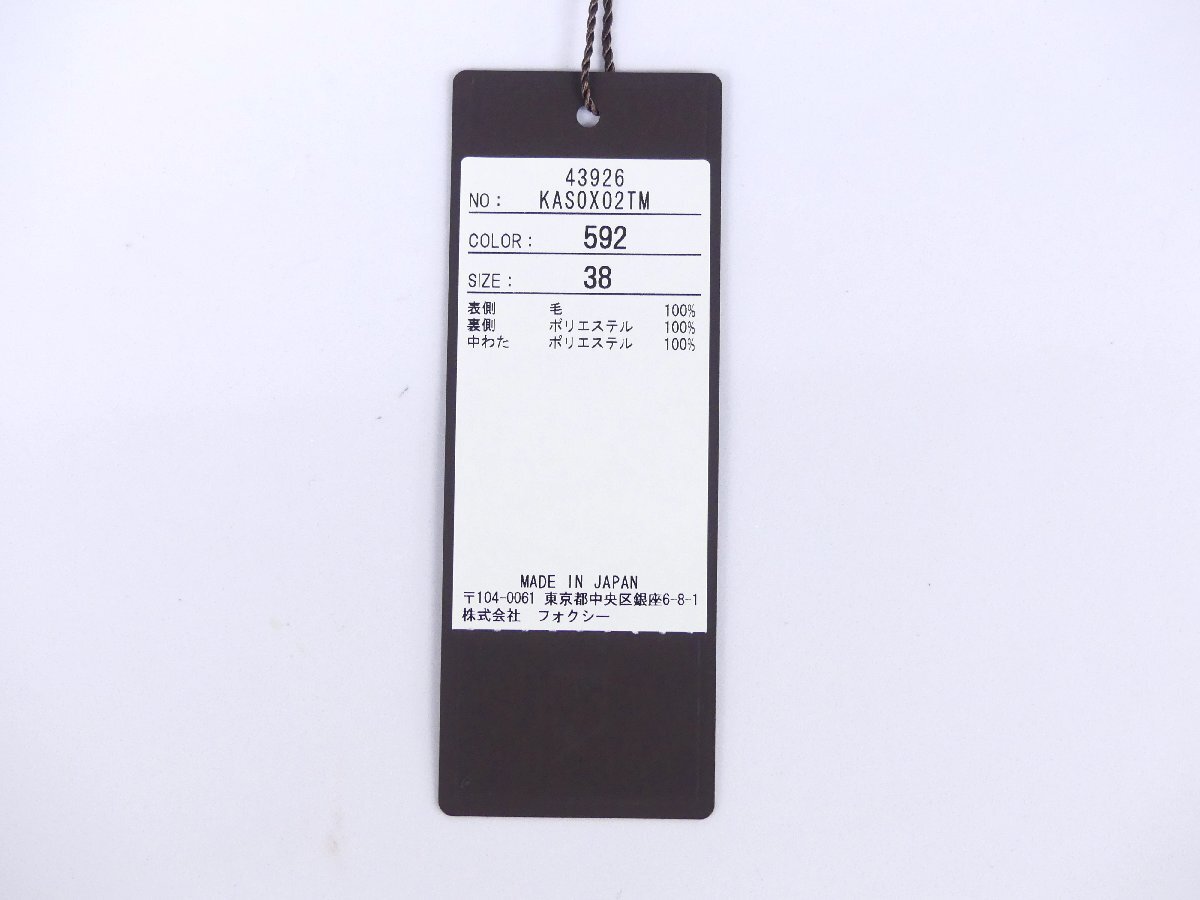 43926
NO: KAS0X02TM
COLOR: 592
SIZE: 38
表側 毛 100%
裏側 ポリエステル 100%
中わた ポリエステル 100%
MADE IN JAPAN
〒104-0061 東京都中央区銀座6-8-1
株式会社 フォクシー